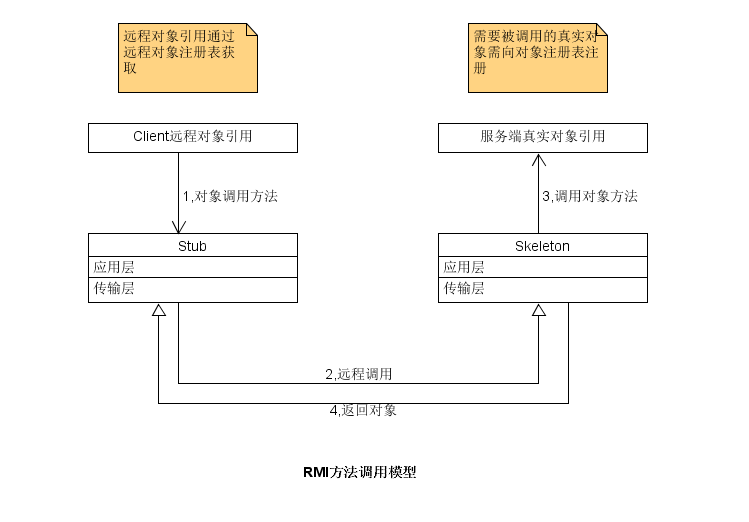 远程对象引用通过
远程对象注册表获
取
需要被调用的真实对
象需向对象注册表注
册
Client远程对象引用
服务端真实对象引用
1,对象调用方法
3,调用对象方法
Stub
应用层
传输层
Skeleton
应用层
传输层
2,远程调用
4,返回对象
RMI方法调用模型